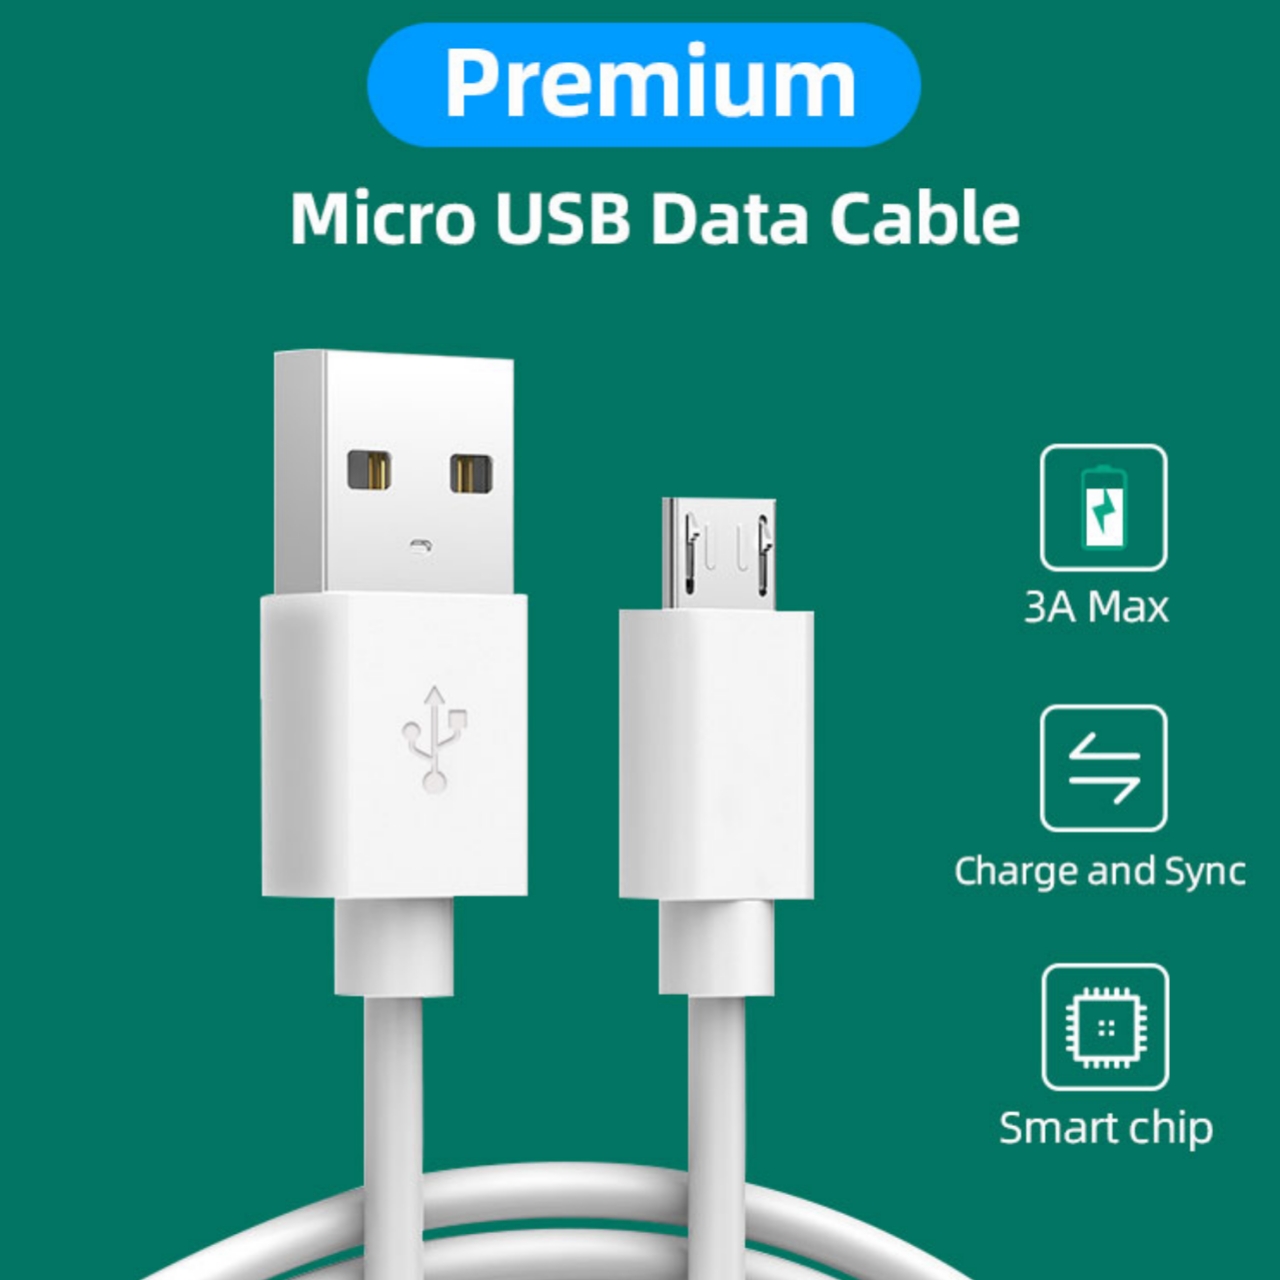 Premium
Micro USB Data Cable
3A Max
Charge and Sync
Smart chip